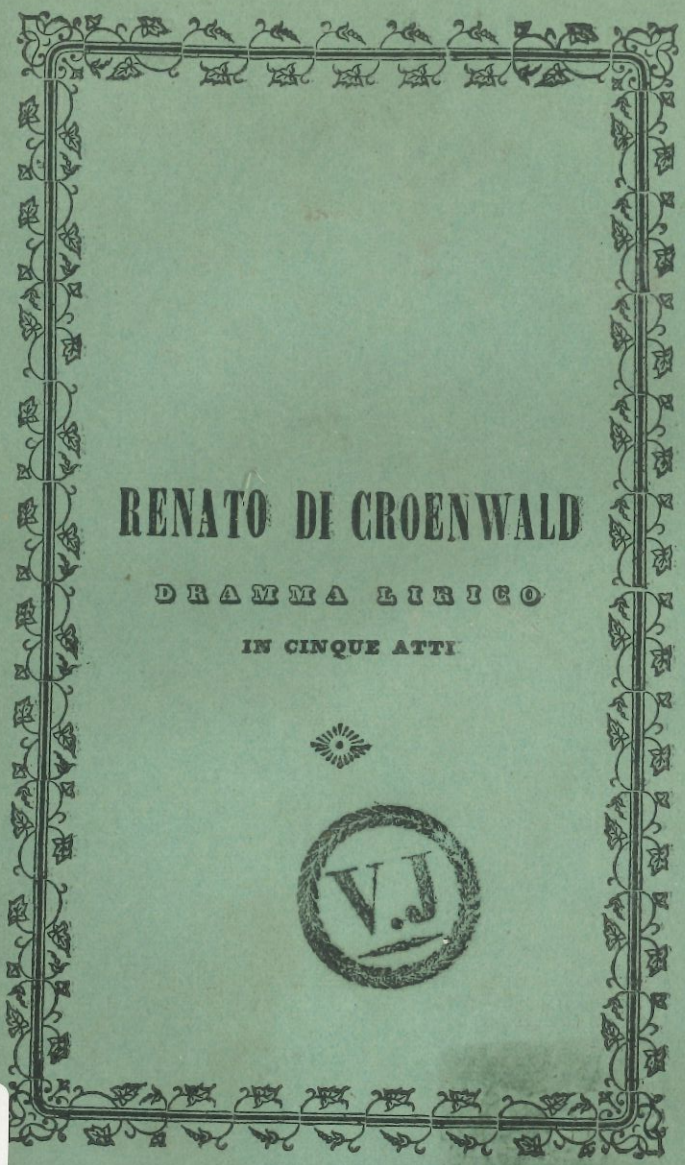 RENATO DI CROENWALD
DRAMMA LIRICO
IN CINQUE ATTI
V.J